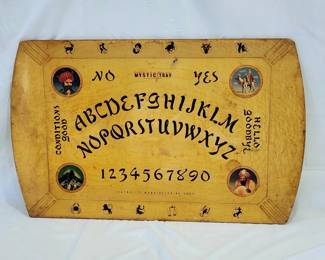 NO
YES
MYSTIC TRAY
CONDITIONS
GOOD
HELLO
GOODBYE
ABCDEFGHIJKLM
NOPQRSTUVWXYZ
1234567890